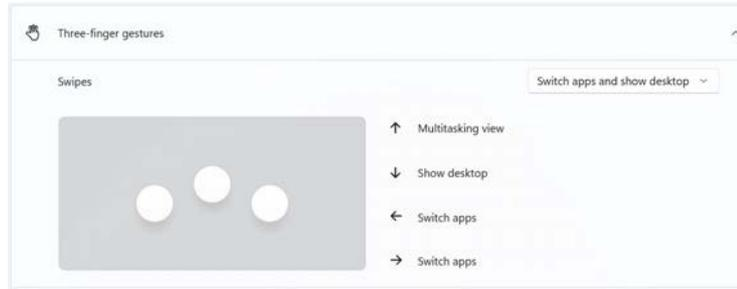 Three-finger gestures
Swipes
Switch apps and show desktop
↑ Multitasking view
↓ Show desktop
← Switch apps
→ Switch apps